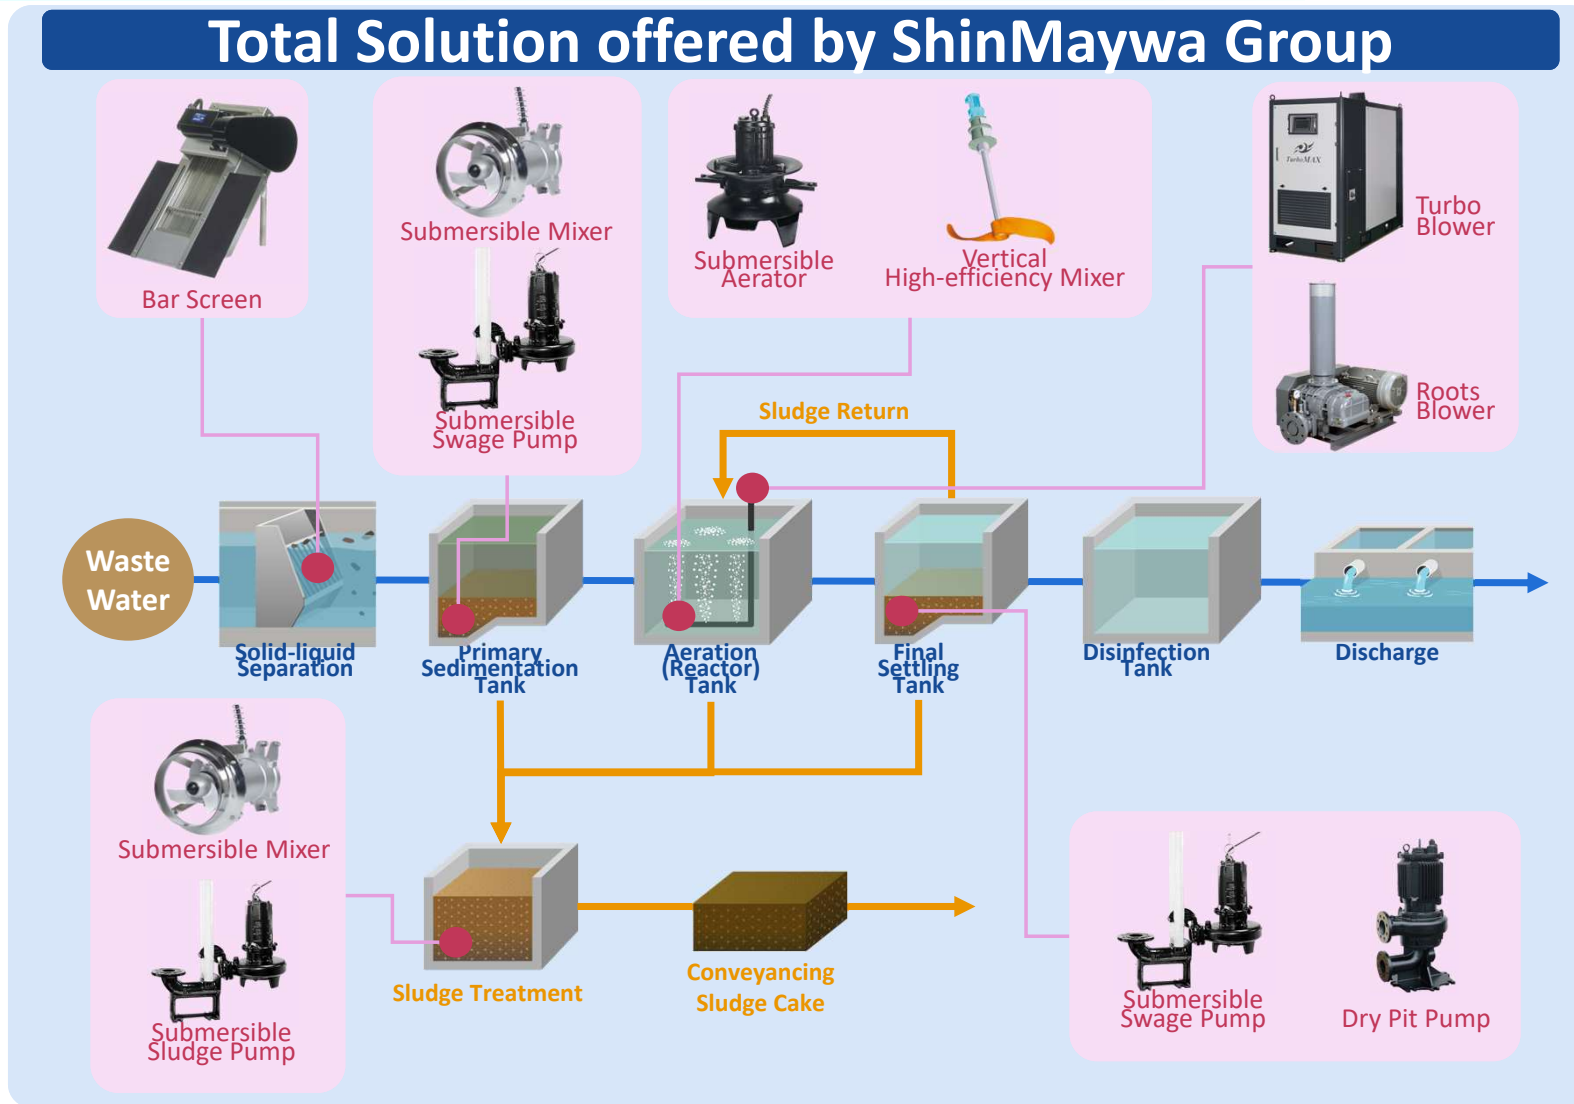 Total Solution offered by ShinMaywa Group
Bar Screen
Submersible Mixer
Submersible
Swage Pump
Submersible
Aerator
Vertical
High-efficiency Mixer
TurboMAX
Turbo
Blower
Roots
Blower
Sludge Return
Waste
Water
Solid-liquid
Separation
Primary
Sedimentation
Tank
Aeration
(Reactor)
Tank
Final
Settling
Tank
Disinfection
Tank
Discharge
Submersible Mixer
Submersible
Sludge Pump
Sludge Treatment
Conveyancing
Sludge Cake
Submersible
Swage Pump
Dry Pit Pump